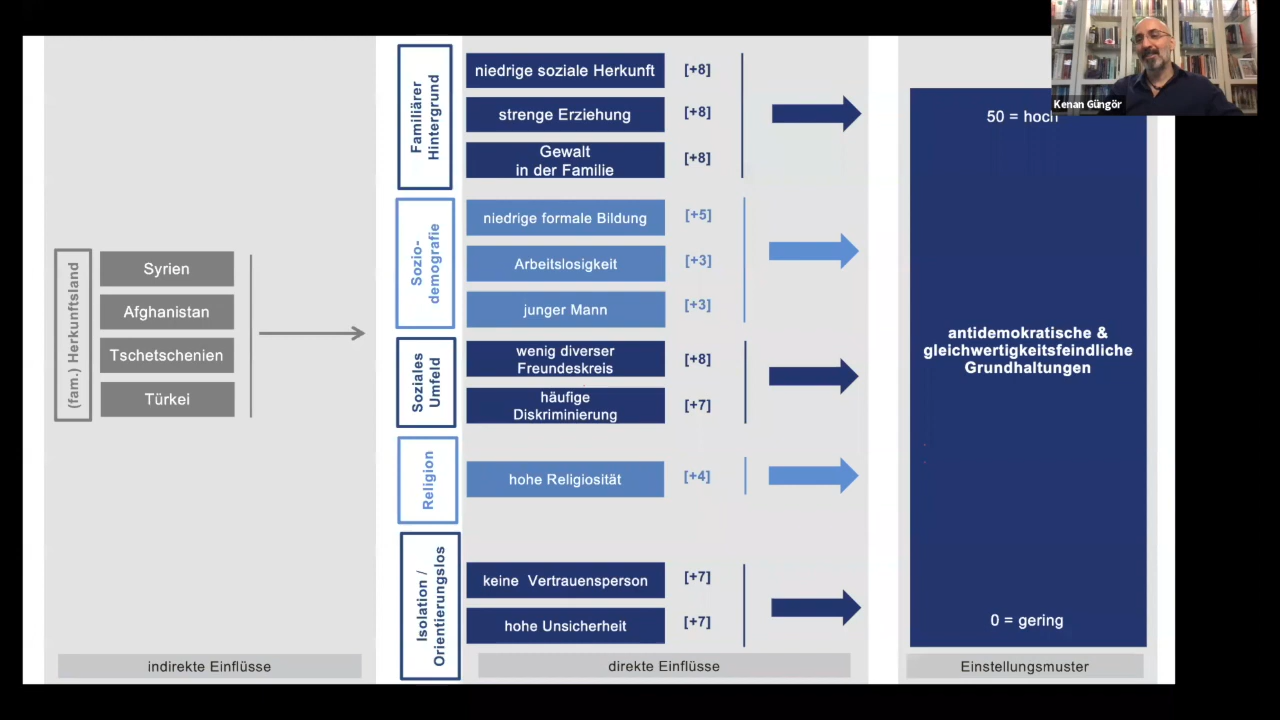 Kenan Güngör
(fam.) Herkunftsland
Syrien
Afghanistan
Tschetschenien
Türkei
indirekte Einflüsse
Familiärer
Hintergrund
niedrige soziale Herkunft [+8]
strenge Erziehung [+8]
Gewalt
in der Familie [+8]
Sozio-
demografie
niedrige formale Bildung [+5]
Arbeitslosigkeit [+3]
junger Mann [+3]
Soziales
Umfeld
wenig diverser
Freundeskreis [+8]
häufige
Diskriminierung [+7]
Religion
hohe Religiosität [+4]
Isolation /
Orientierungslos
keine Vertrauensperson [+7]
hohe Unsicherheit [+7]
direkte Einflüsse
50 = hoch
antidemokratische &
gleichwertigkeitsfeindliche
Grundhaltungen
0 = gering
Einstellungsmuster